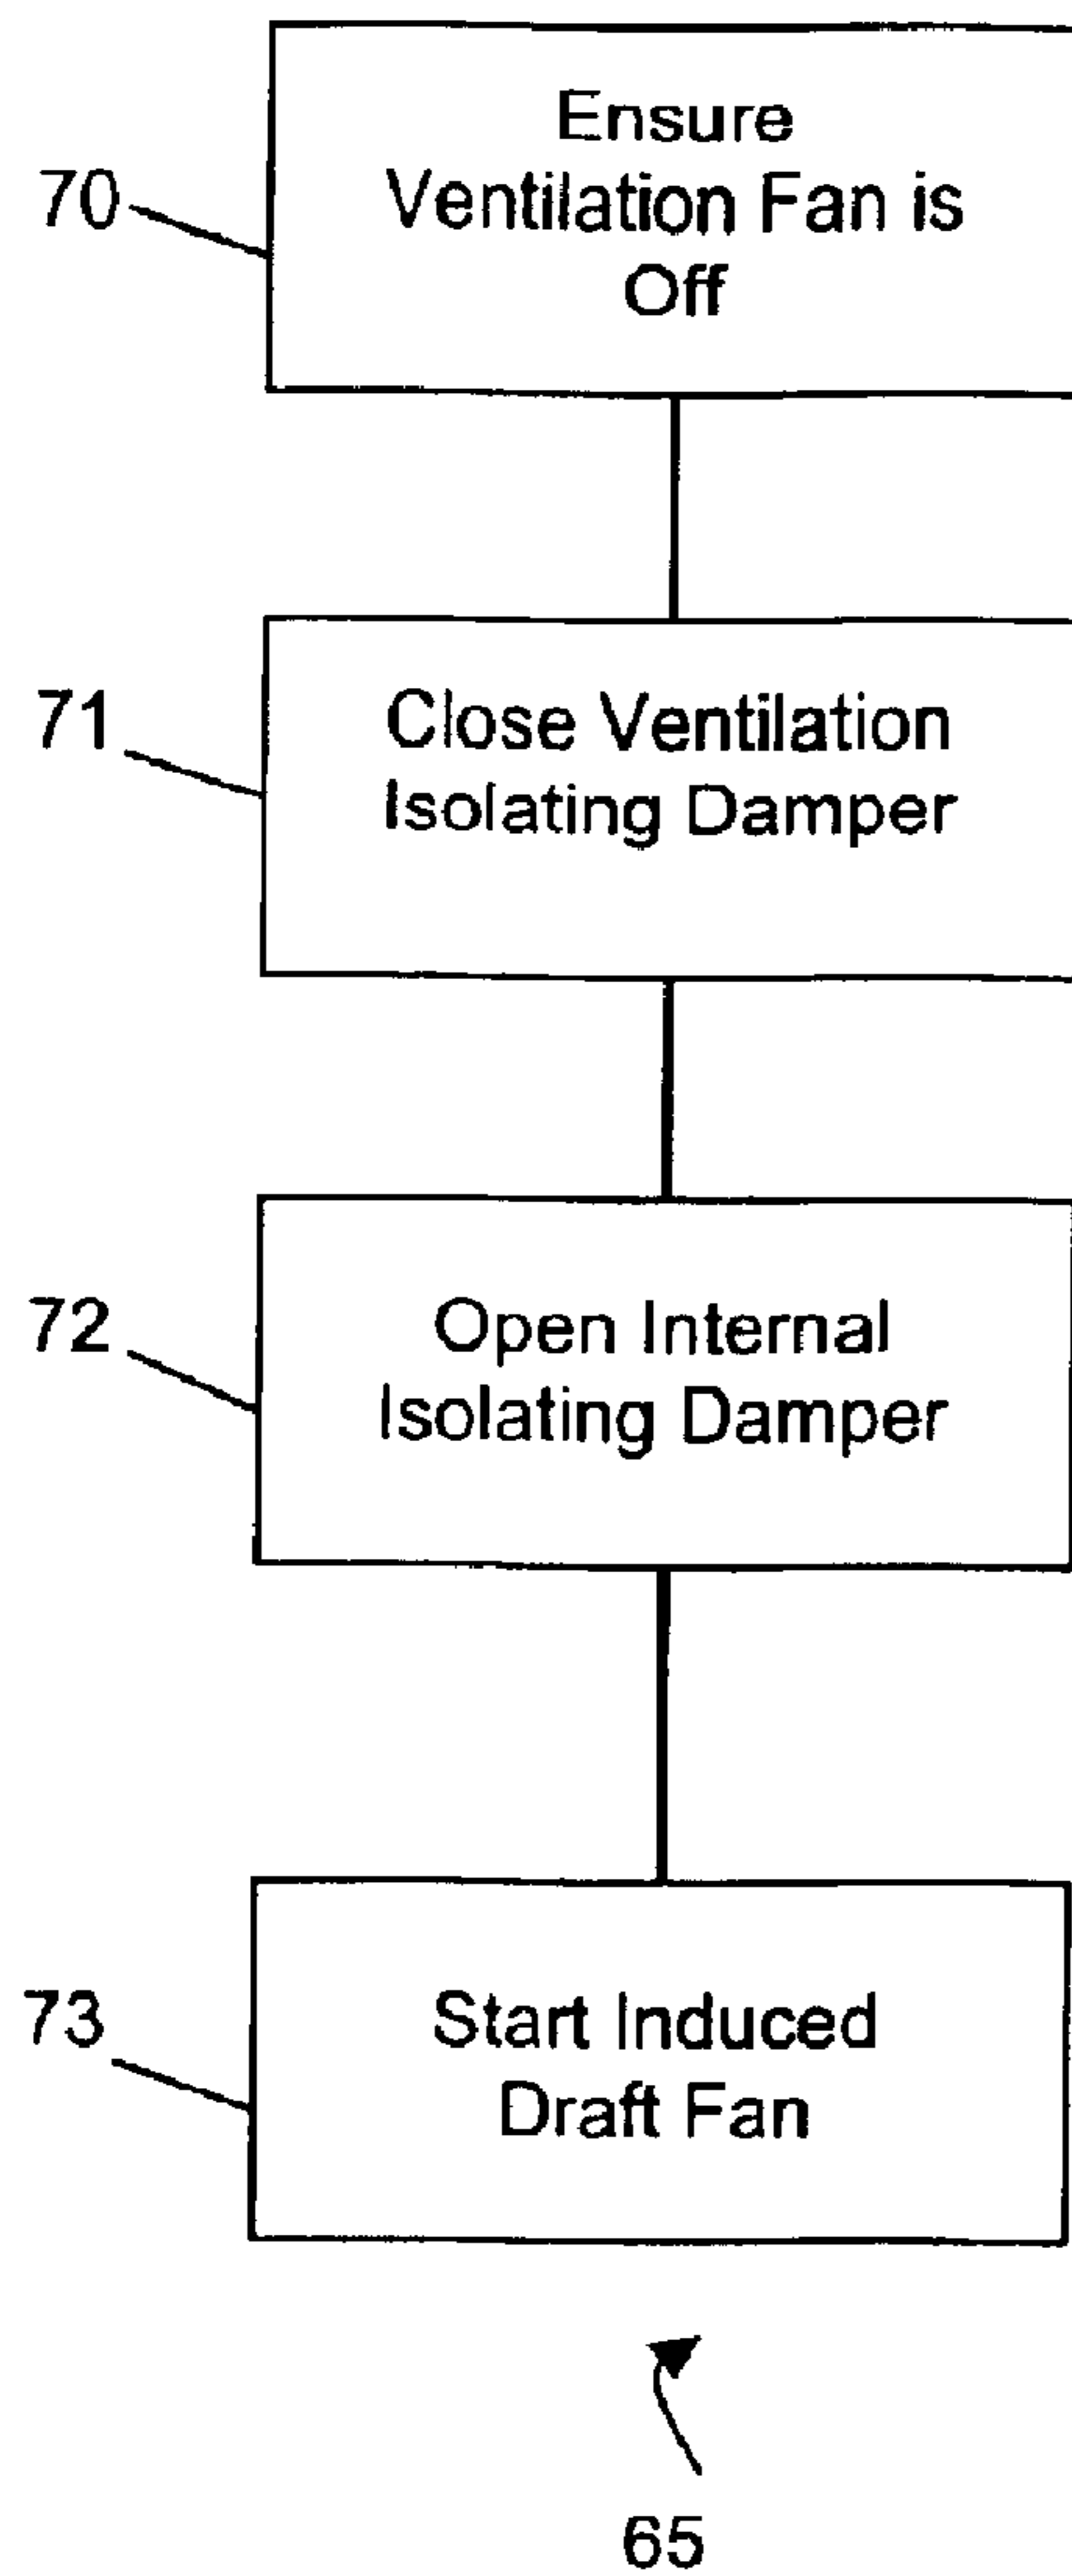 Ensure
70
Ventilation Fan is
Off
71
Close Ventilation
Isolating Damper
72
Open Internal
Isolating Damper
73
Start Induced
Draft Fan
65